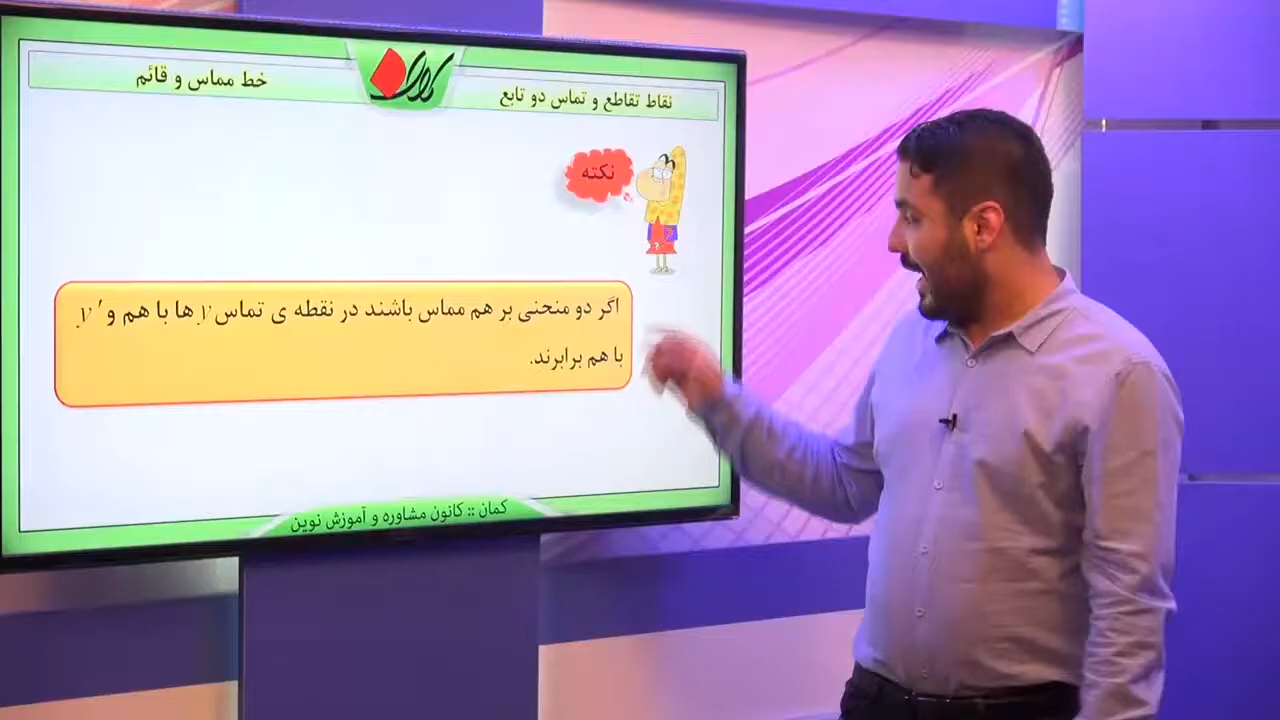 نقاط تقاطع و تماس دو تابع
کمان
خط مماس و قائم
نکته
اگر دو منحنی بر هم مماس باشند در نقطه ی تماس y ها با هم و y′
با هم برابرند.
کمان :: کانون مشاوره و آموزش نوین